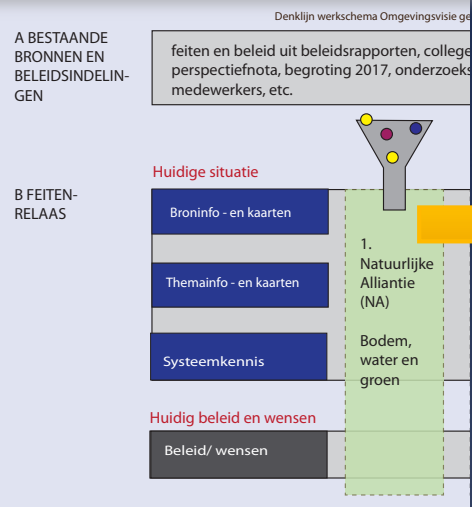 Denklijn werkschema Omgevingsvisie ge
A BESTAANDE
BRONNEN EN
BELEIDSINDELIN-
GEN
feiten en beleid uit beleidsrapporten, college
perspectiefnota, begroting 2017, onderzoeks
medewerkers, etc.
Huidige situatie
B FEITEN-
RELAAS
Broninfo - en kaarten
Themainfo - en kaarten
Systeemkennis
1.
Natuurlijke
Alliantie
(NA)
Bodem,
water en
groen
Huidig beleid en wensen
Beleid/ wensen